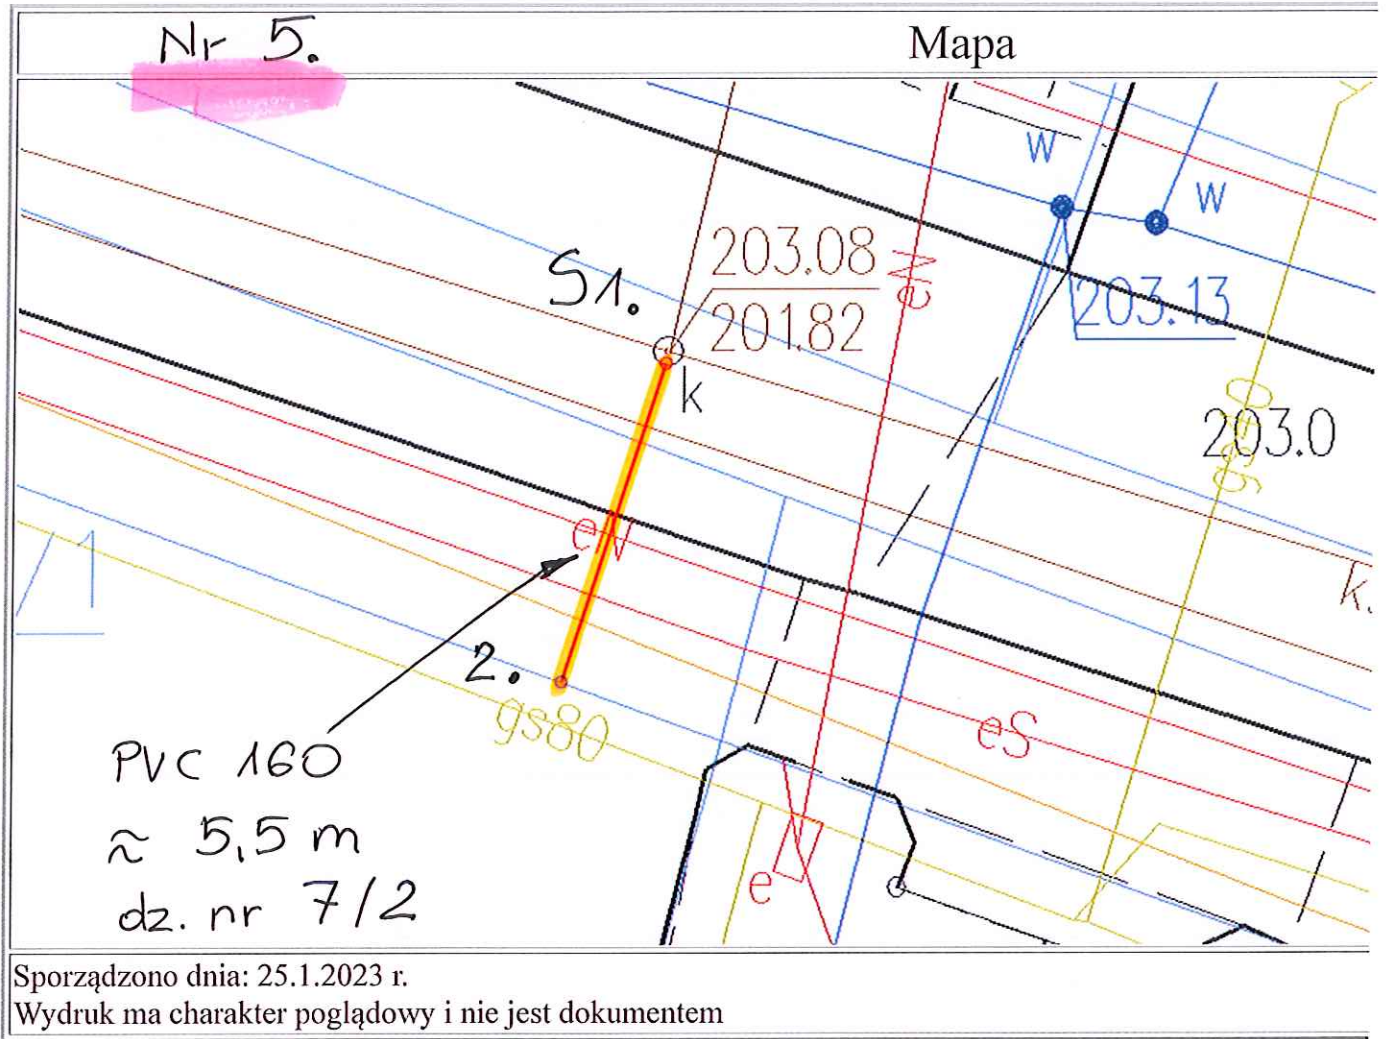 Nr 5.
Mapa
w
w
S1.
203.08
201.82
eN
203.13
k
203.0
eN
k.
1
2.
gs80
eS
PVC 160
≈ 5,5 m
dz. nr 7/2
e
Sporządzono dnia: 25.1.2023 r.
Wydruk ma charakter poglądowy i nie jest dokumentem